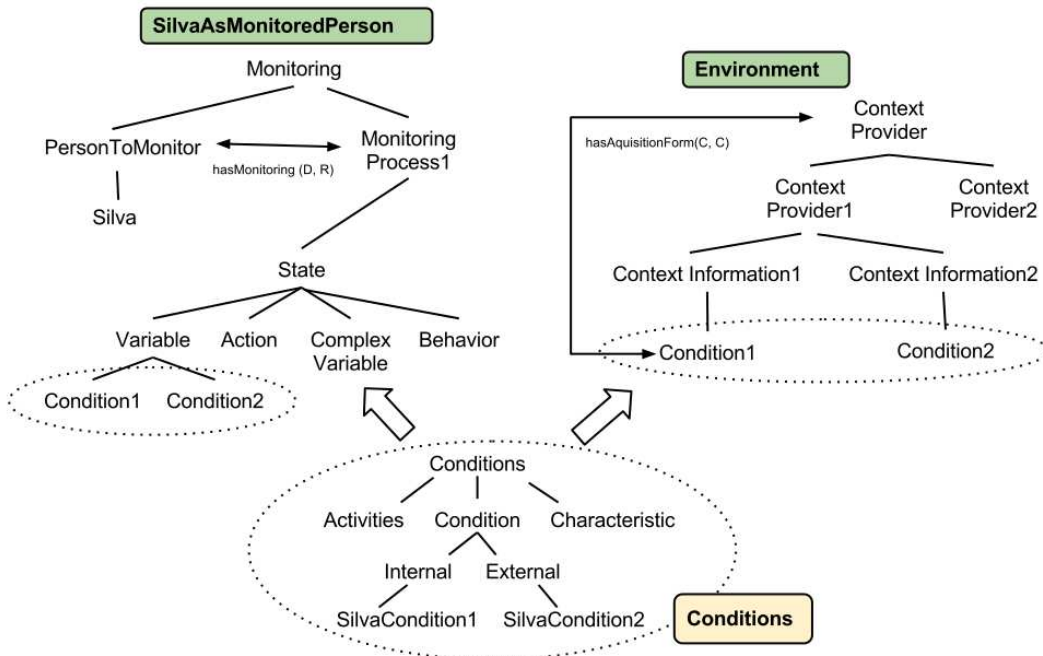 SilvaAsMonitoredPerson
Monitoring
PersonToMonitor
Monitoring
Process1
hasMonitoring (D, R)
Silva
State
Variable
Action
Complex
Variable
Behavior
Condition1
Condition2
Environment
Context
Provider
hasAquisitionForm(C, C)
Context
Provider1
Context
Provider2
Context Information1
Context Information2
Condition1
Condition2
Conditions
Activities
Condition
Characteristic
Internal
External
SilvaCondition1
SilvaCondition2
Conditions